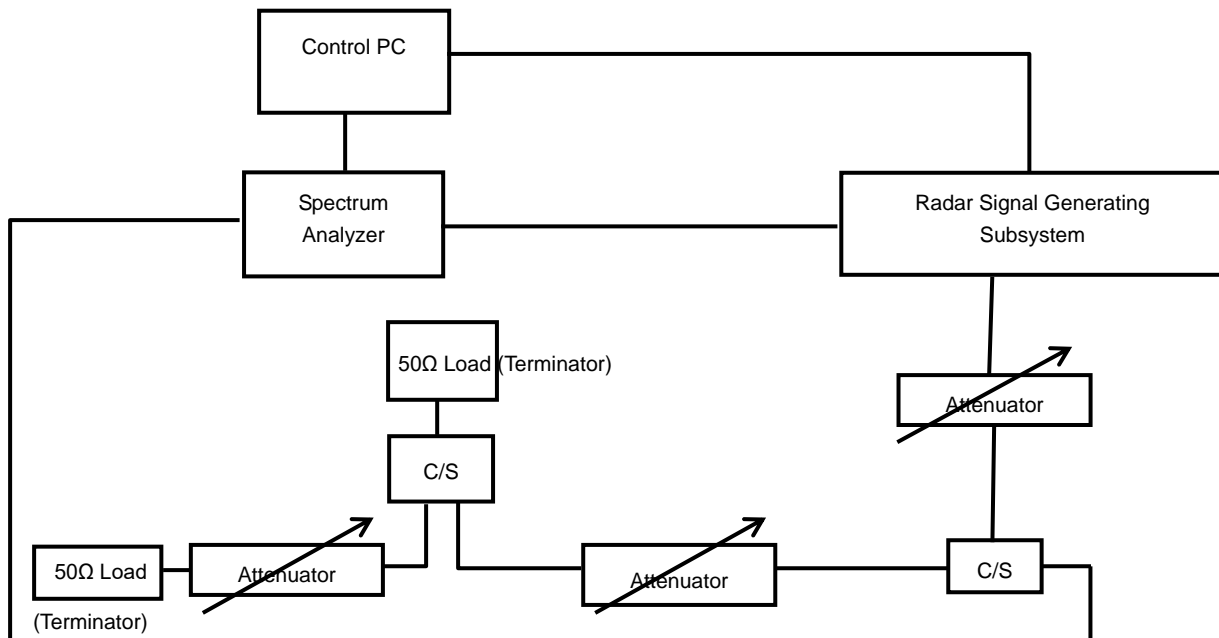 Control PC
Spectrum
Analyzer
Radar Signal Generating
Subsystem
50Ω Load (Terminator)
Attenuator
C/S
50Ω Load
(Terminator)
Attenuator
Attenuator
C/S